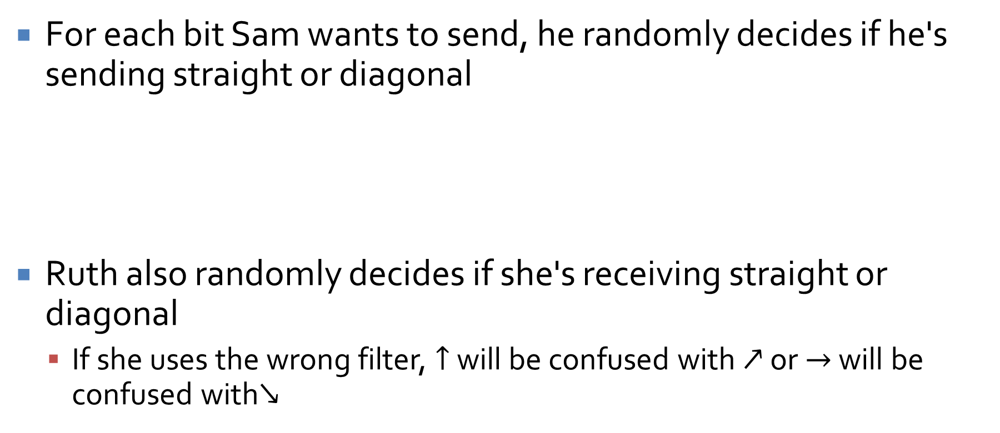 ▪ For each bit Sam wants to send, he randomly decides if he's
sending straight or diagonal
▪ Ruth also randomly decides if she's receiving straight or
diagonal
▪ If she uses the wrong filter, ↑ will be confused with ↗ or → will be
confused with↘